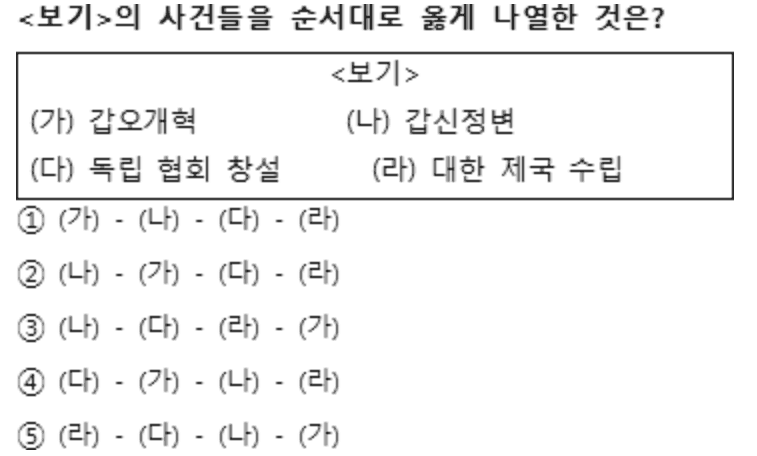 <보기>의 사건들을 순서대로 옳게 나열한 것은?
<보기>
(가) 갑오개혁 (나) 갑신정변
(다) 독립 협회 창설 (라) 대한 제국 수립
① (가) - (나) - (다) - (라)
② (나) - (가) - (다) - (라)
③ (나) - (다) - (라) - (가)
④ (다) - (가) - (나) - (라)
⑤ (라) - (다) - (나) - (가)